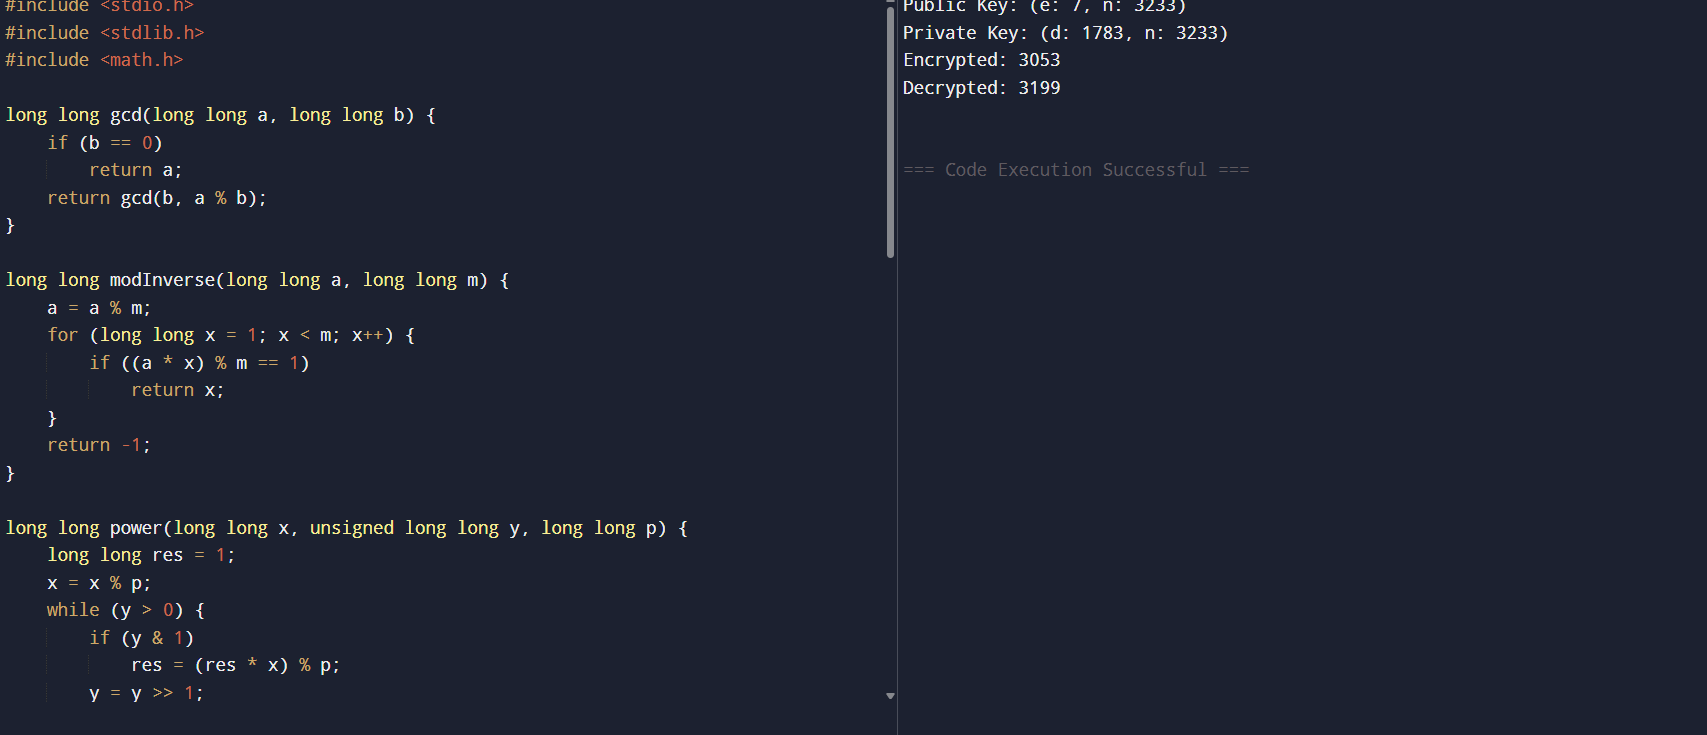 #include <stdio.h>
#include <stdlib.h>
#include <math.h>

long long gcd(long long a, long long b) {
    if (b == 0)
        return a;
    return gcd(b, a % b);
}

long long modInverse(long long a, long long m) {
    a = a % m;
    for (long long x = 1; x < m; x++) {
        if ((a * x) % m == 1)
            return x;
    }
    return -1;
}

long long power(long long x, unsigned long long y, long long p) {
    long long res = 1;
    x = x % p;
    while (y > 0) {
        if (y & 1)
            res = (res * x) % p;
        y = y >> 1;
Public Key: (e: 7, n: 3233)
Private Key: (d: 1783, n: 3233)
Encrypted: 3053
Decrypted: 3199

=== Code Execution Successful ===